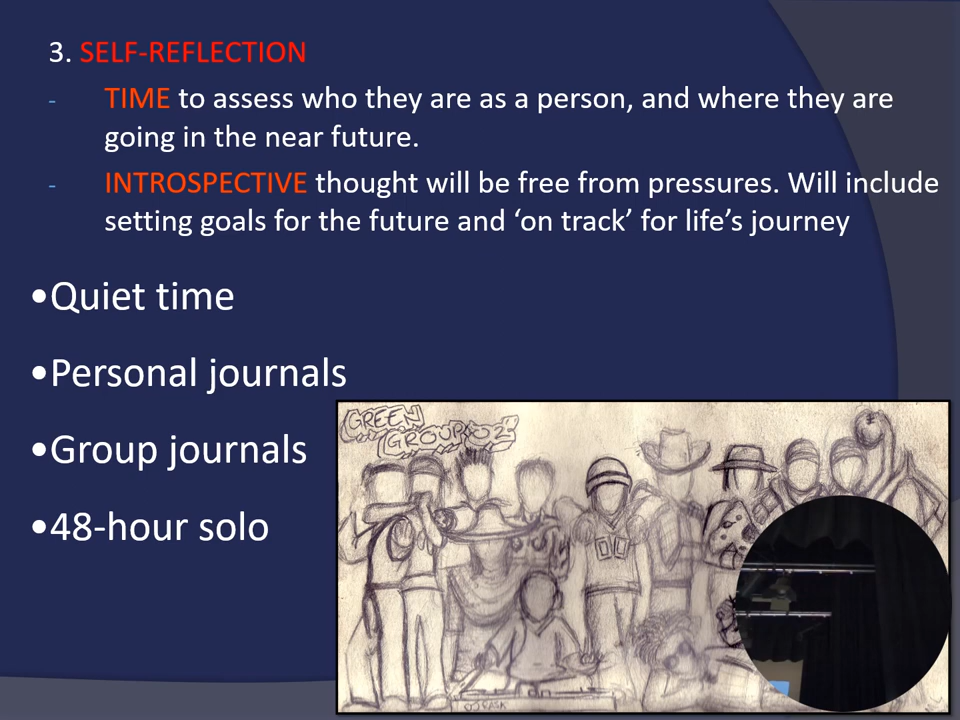 3. SELF-REFLECTION
- TIME to assess who they are as a person, and where they are
going in the near future.
- INTROSPECTIVE thought will be free from pressures. Will include
setting goals for the future and ‘on track’ for life’s journey
•Quiet time
•Personal journals
•Group journals
•48-hour solo
GREEN
GROUP 02